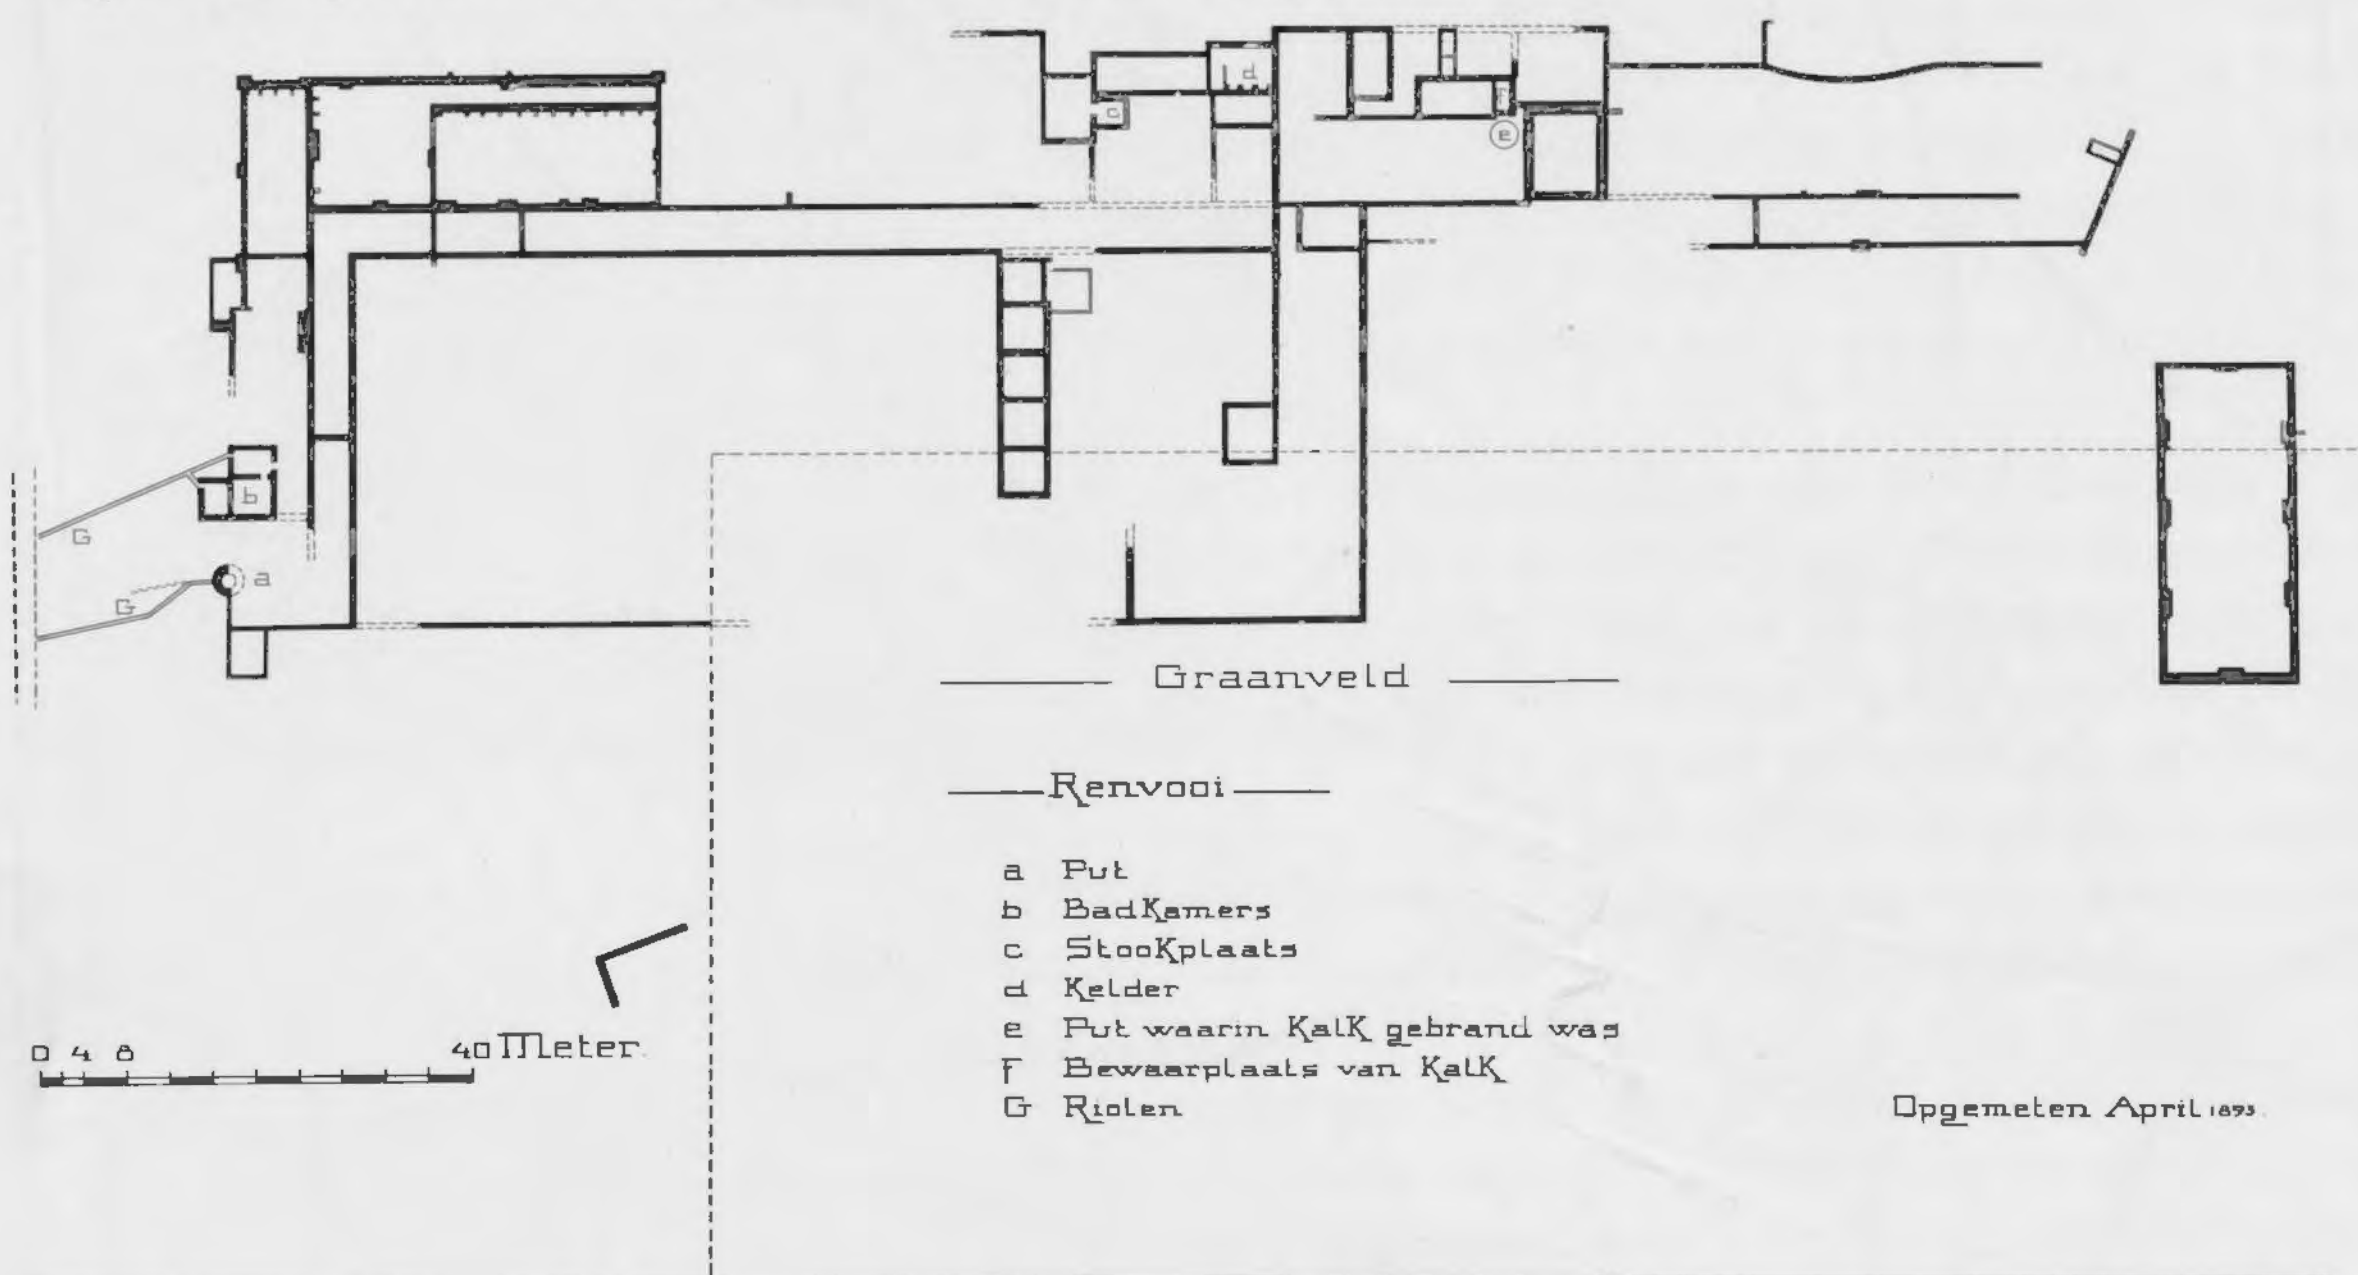 d
c
f
e
b
G
a
G
Graanveld
Renvooi
a Put
b Badkamers
c Stookplaats
d Kelder
e Put waarin Kalk gebrand was
f Bewaarplaats van Kalk
G Riolen
0 4 8 40 Meter.
Opgemeten April 1893.